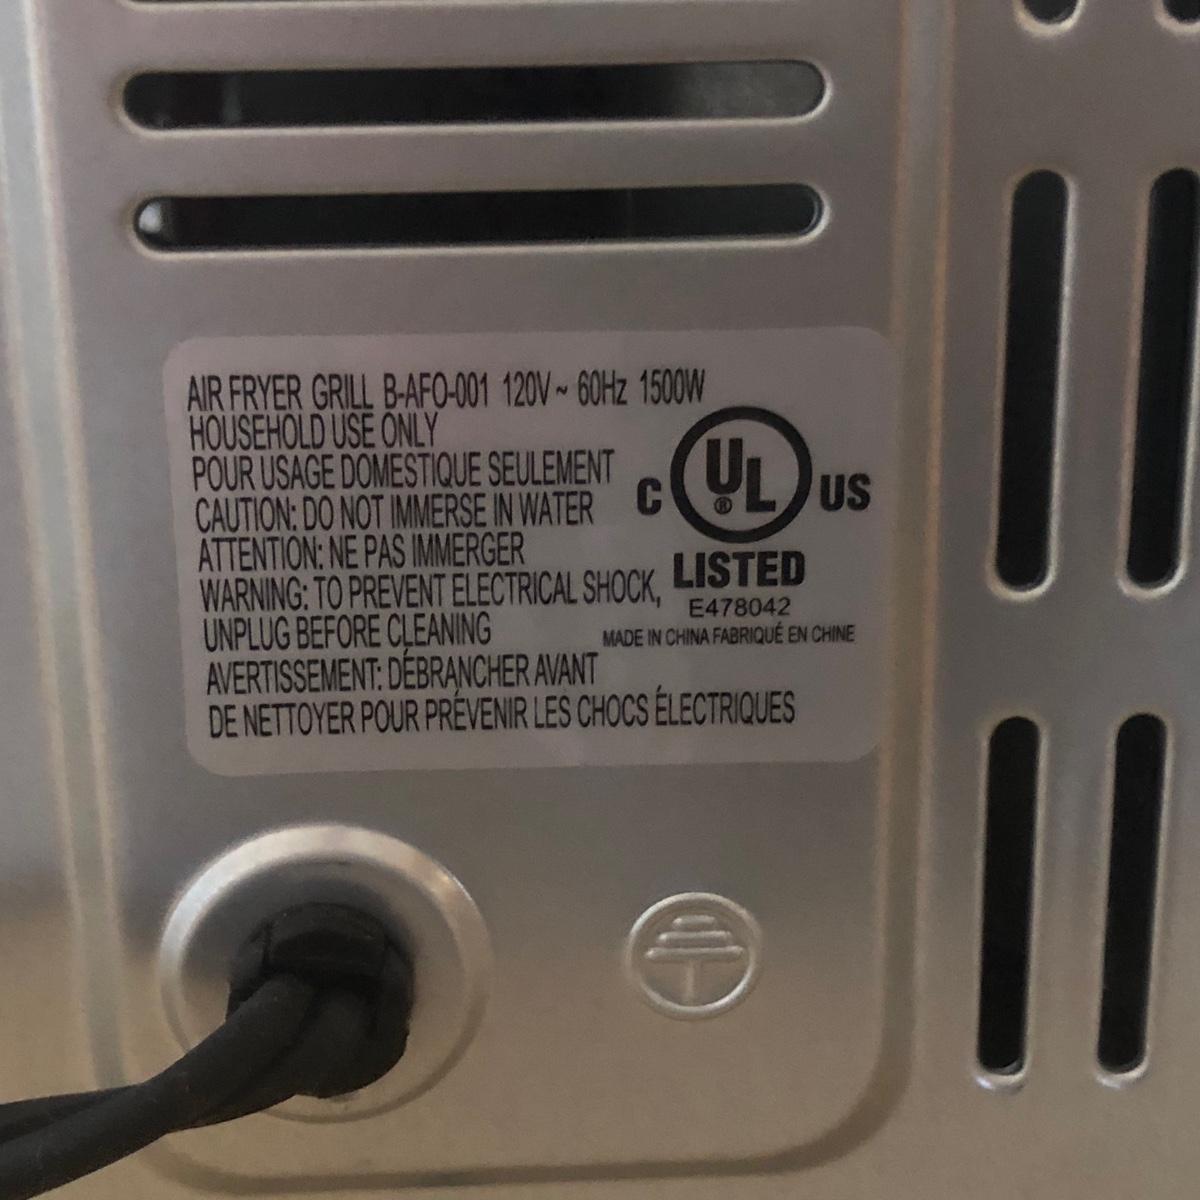 AIR FRYER GRILL B-AFO-001 120V~ 60Hz 1500W
HOUSEHOLD USE ONLY
POUR USAGE DOMESTIQUE SEULEMENT
CAUTION: DO NOT IMMERSE IN WATER
ATTENTION: NE PAS IMMERGER
WARNING: TO PREVENT ELECTRICAL SHOCK,
UNPLUG BEFORE CLEANING
AVERTISSEMENT: DÉBRANCHER AVANT
DE NETTOYER POUR PRÉVENIR LES CHOCS ÉLECTRIQUES
C UL® US
LISTED
E478042
MADE IN CHINA FABRIQUÉ EN CHINE